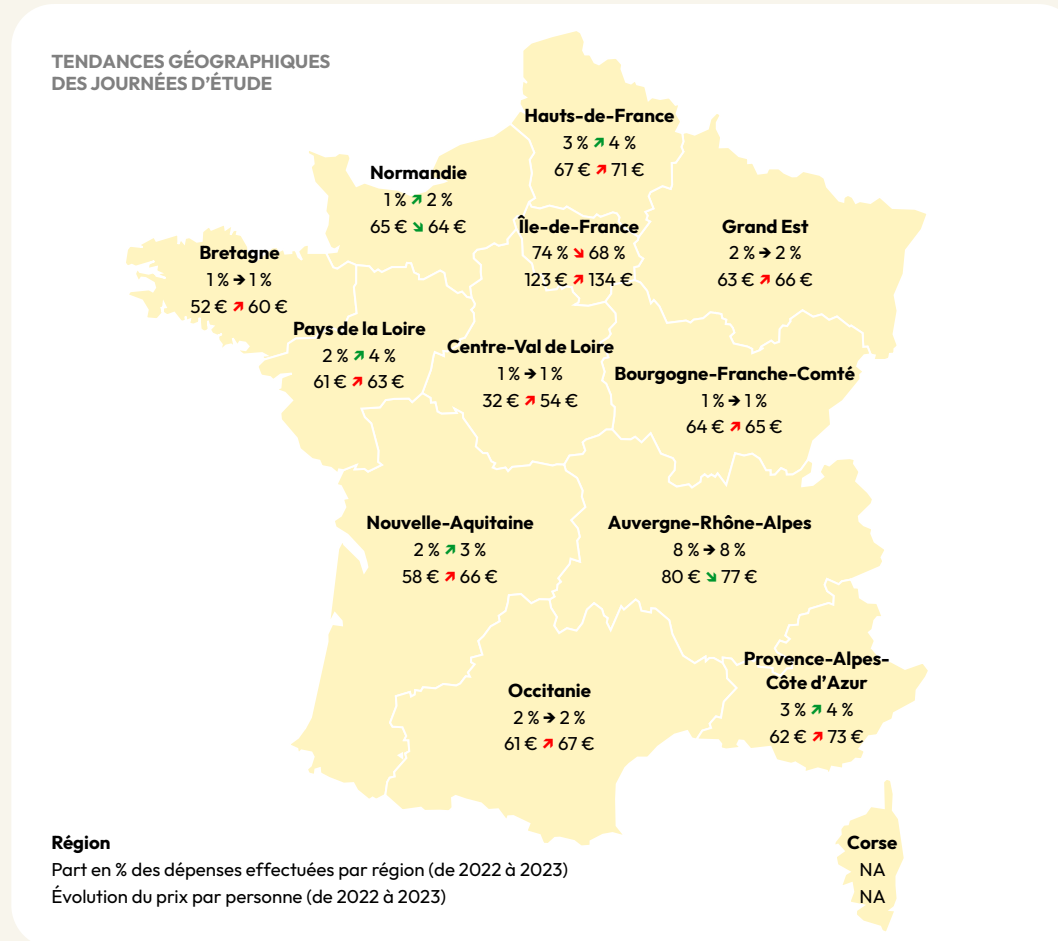 TENDANCES GÉOGRAPHIQUES
DES JOURNÉES D'ÉTUDE
Hauts-de-France
3 % ↗ 4 %
67 € ↗ 71 €
Normandie
1 % ↗ 2 %
65 € ↘ 64 €
Île-de-France
74 % ↘ 68 %
123 € ↗ 134 €
Grand Est
2 % → 2 %
63 € ↗ 66 €
Bretagne
1 % → 1 %
52 € ↗ 60 €
Pays de la Loire
2 % ↗ 4 %
61 € ↗ 63 €
Centre-Val de Loire
1 % → 1 %
32 € ↗ 54 €
Bourgogne-Franche-Comté
1 % → 1 %
64 € ↗ 65 €
Nouvelle-Aquitaine
2 % ↗ 3 %
58 € ↗ 66 €
Auvergne-Rhône-Alpes
8 % → 8 %
80 € ↘ 77 €
Provence-Alpes-
Côte d'Azur
3 % ↗ 4 %
62 € ↗ 73 €
Occitanie
2 % → 2 %
61 € ↗ 67 €
Région
Part en % des dépenses effectuées par région (de 2022 à 2023)
Évolution du prix par personne (de 2022 à 2023)
Corse
NA
NA